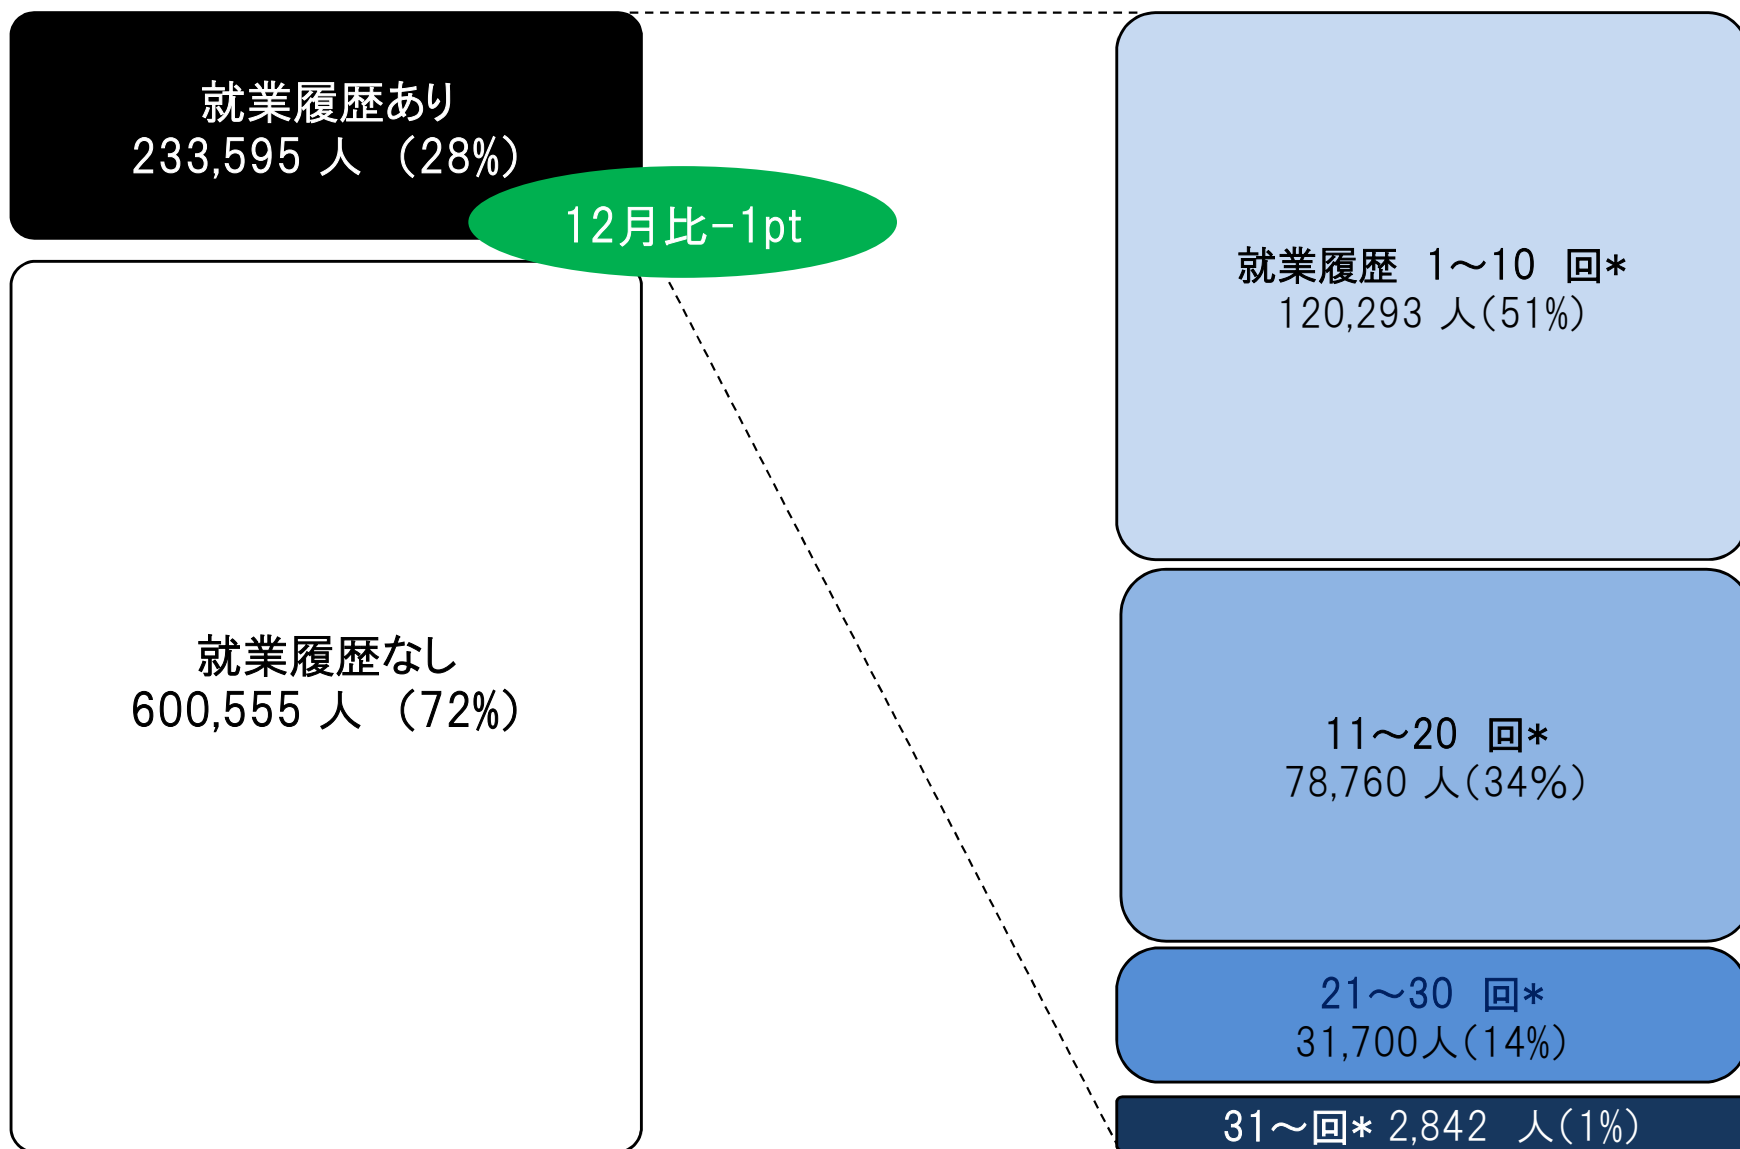 就業履歴あり
233,595 人 (28%)
12月比-1pt
就業履歴なし
600,555 人 (72%)
就業履歴 1～10 回*
120,293 人(51%)
11～20 回*
78,760 人(34%)
21～30 回*
31,700人(14%)
31～回* 2,842 人(1%)